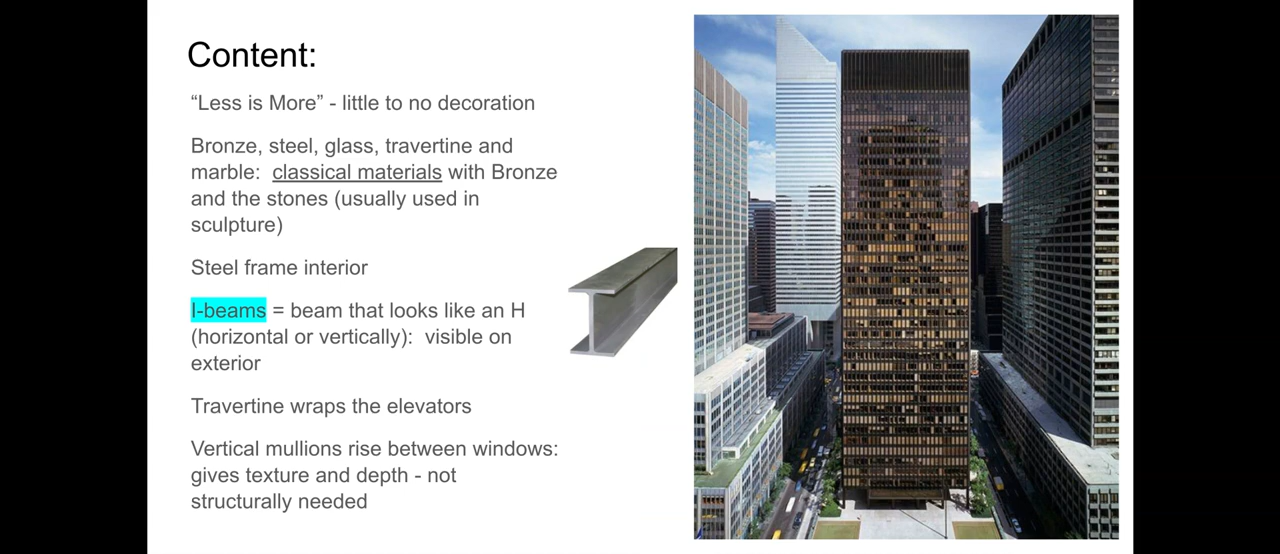 Content:
“Less is More” - little to no decoration
Bronze, steel, glass, travertine and
marble:  classical materials with Bronze
and the stones (usually used in
sculpture)
Steel frame interior
I-beams = beam that looks like an H
(horizontal or vertically):  visible on
exterior
Travertine wraps the elevators
Vertical mullions rise between windows:
gives texture and depth - not
structurally needed